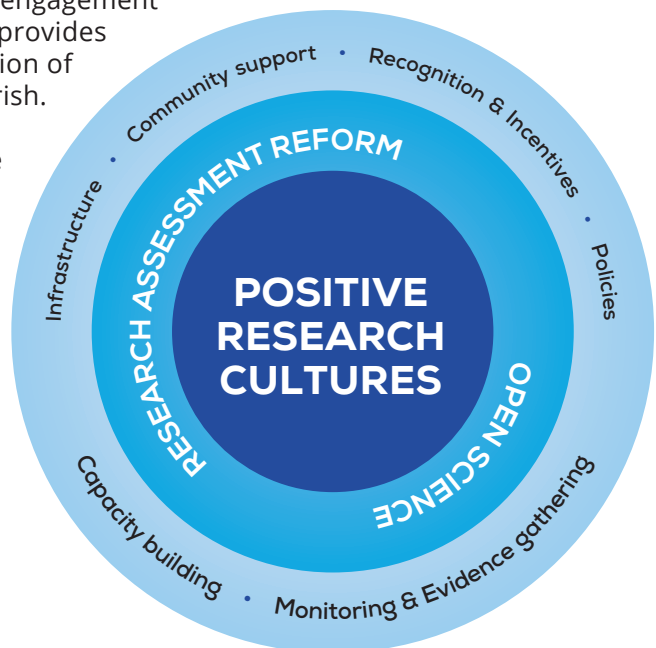 engagement
provides
ion of
rish.
e
Infrastructure • Community support • Recognition & Incentives • Policies
Capacity building • Monitoring & Evidence gathering
RESEARCH ASSESSMENT REFORM
OPEN SCIENCE
POSITIVE
RESEARCH
CULTURES